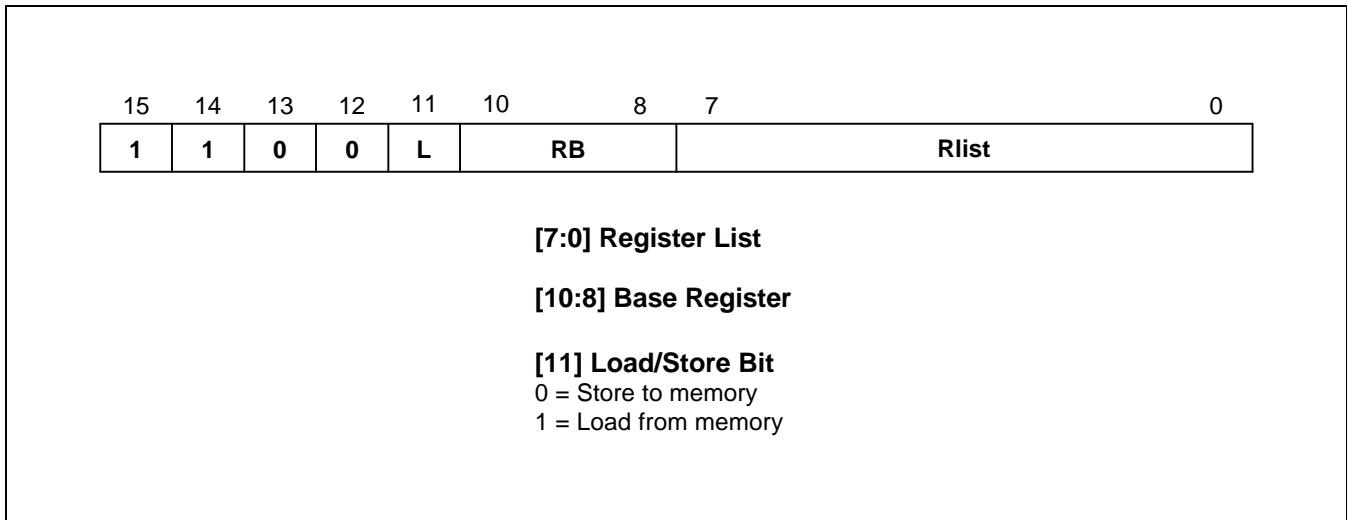 15 14 13 12 11 10 8 7 0
1 1 0 0 L RB Rlist
[7:0] Register List
[10:8] Base Register
[11] Load/Store Bit
0 = Store to memory
1 = Load from memory